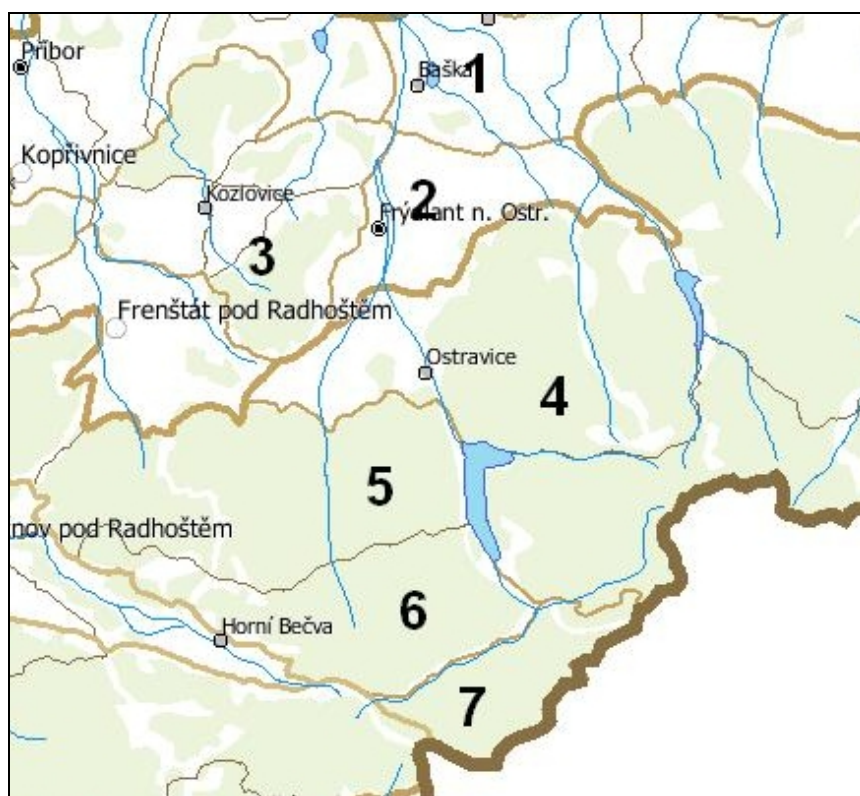 Příbor
1
Baška
Kopřivnice
2
Kozlovice
Frýdlant n. Ostr.
3
Frenštát pod Radhoštěm
Ostravice
4
5
nov pod Radhoštěm
6
Horní Bečva
7